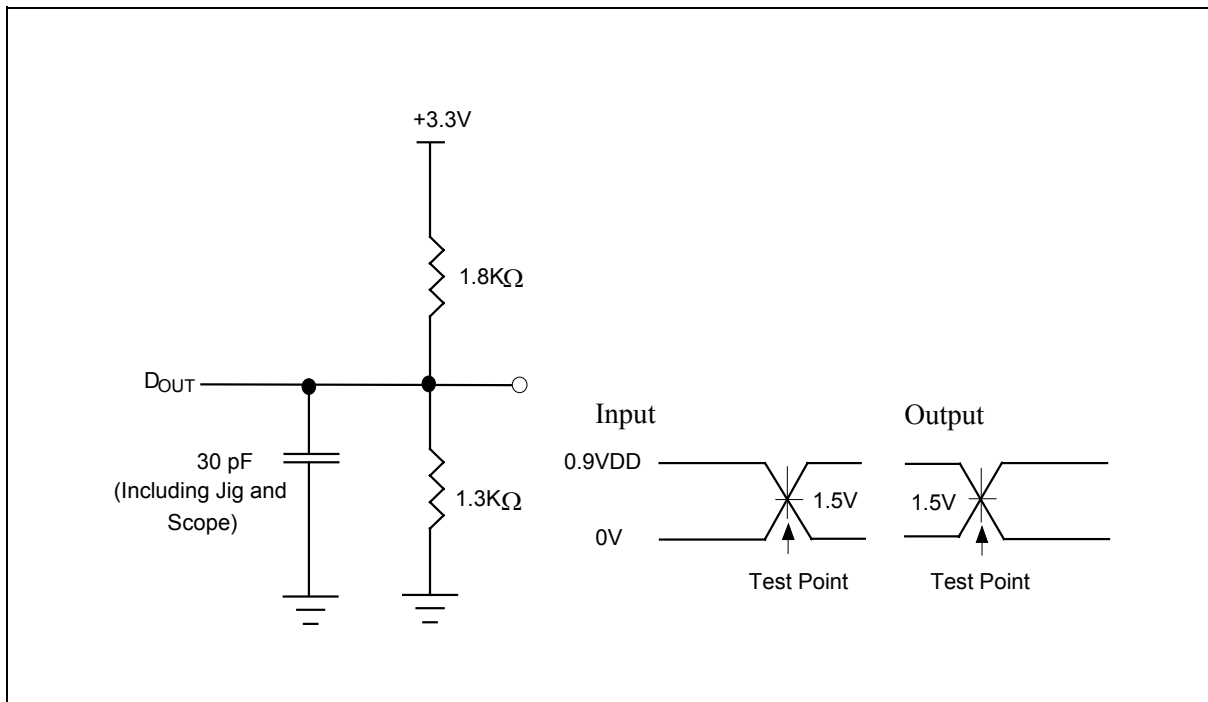 +3.3V
1.8KΩ
DOUT
30 pF
(Including Jig and
Scope)
1.3KΩ
Input
Output
0.9VDD
1.5V
1.5V
0V
Test Point
Test Point